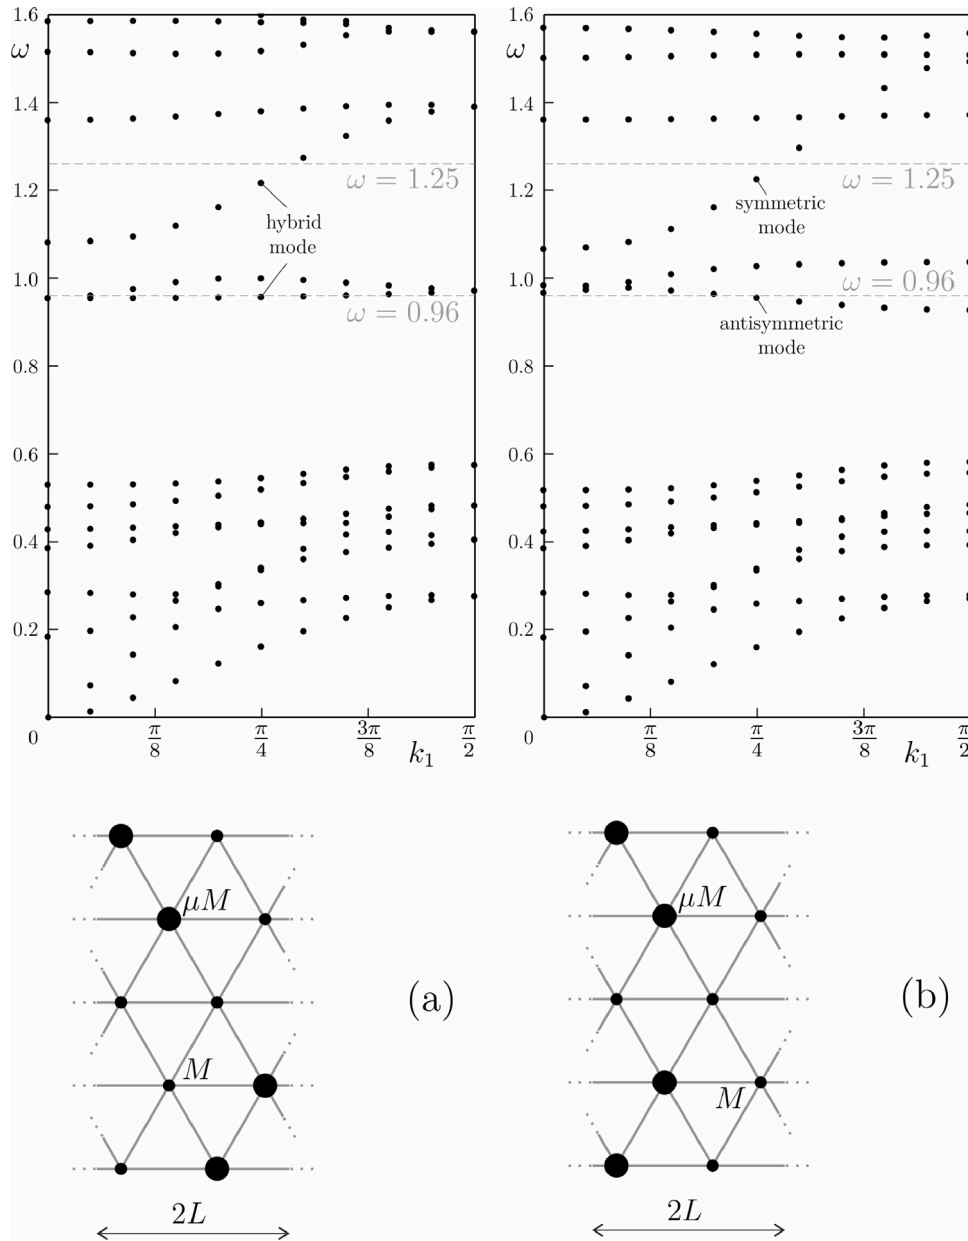 1.6
ω
1.4
ω = 1.25
1.2
hybrid
mode
1.0
ω = 0.96
0.8
0.6
0.4
0.2
0
π/8
π/4
3π/8
π/2
k₁
1.6
ω
1.4
ω = 1.25
1.2
symmetric
mode
1.0
ω = 0.96
antisymmetric
mode
0.8
0.6
0.4
0.2
0
π/8
π/4
3π/8
π/2
k₁
μM
(a)
M
2L
μM
(b)
M
2L